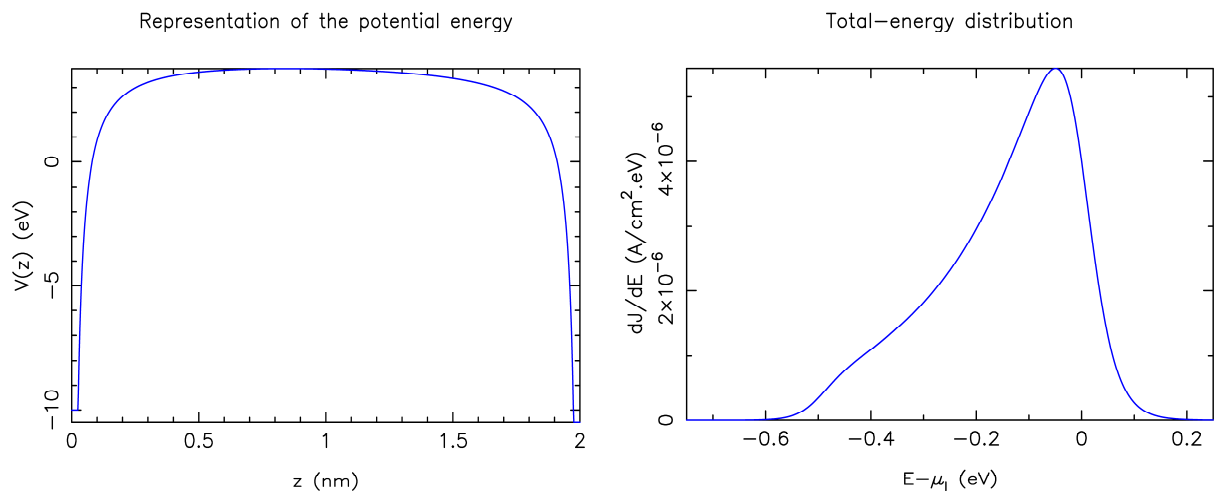 Representation of the potential energy
V(z) (eV)
0
−5
−10
0
0.5
1
1.5
2
z (nm)
Total−energy distribution
dJ/dE (A/cm².eV)
4×10⁻⁶
2×10⁻⁶
0
−0.6
−0.4
−0.2
0
0.2
E−μ_I (eV)